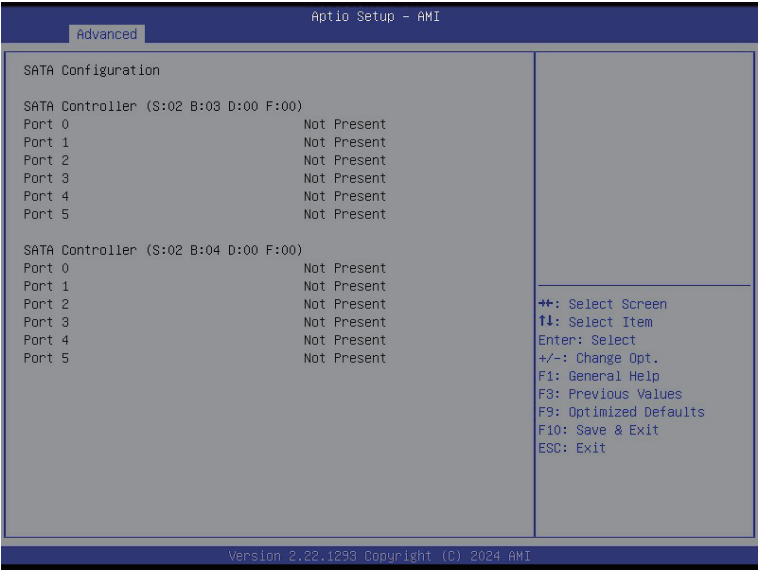 Aptio Setup – AMI
Advanced
SATA Configuration
SATA Controller (S:02 B:03 D:00 F:00)
Port 0 Not Present
Port 1 Not Present
Port 2 Not Present
Port 3 Not Present
Port 4 Not Present
Port 5 Not Present
SATA Controller (S:02 B:04 D:00 F:00)
Port 0 Not Present
Port 1 Not Present
Port 2 Not Present
Port 3 Not Present
Port 4 Not Present
Port 5 Not Present
→←: Select Screen
↑↓: Select Item
Enter: Select
+/-: Change Opt.
F1: General Help
F3: Previous Values
F9: Optimized Defaults
F10: Save & Exit
ESC: Exit
Version 2.22.1293 Copyright (C) 2024 AMI